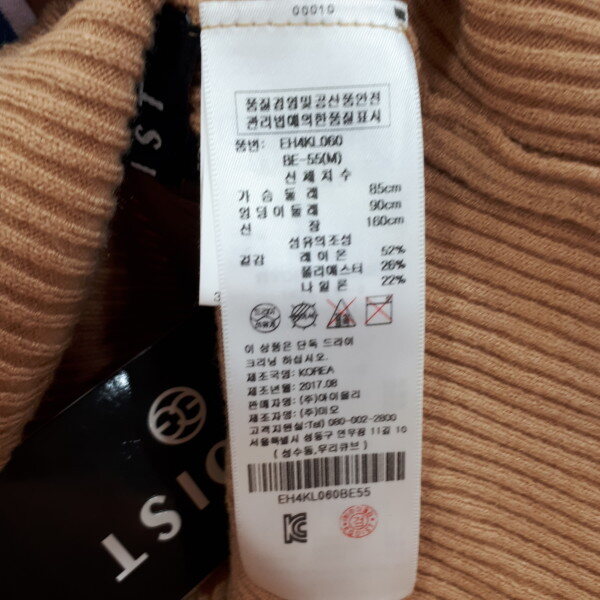 00010
품질경영및공산품안전
관리법에의한품질표시
품번: EH4KL060
BE-55(M)
신체치수
가슴둘레 85cm
엉덩이둘레 90cm
신장 160cm
섬유의조성
겉감 레이온 52%
폴리에스터 26%
나일론 22%
드라이
이 상품은 단독 드라이
크리닝 하십시오.
제조국명: KOREA
제조년월: 2017.08
판매자명: (주)아이올리
제조자명: (주)미오
고객지원실:Tel) 080-002-2800
서울특별시 성동구 연무장 11길 10
(성수동,우리큐브)
EH4KL060BE55
IST
OIST